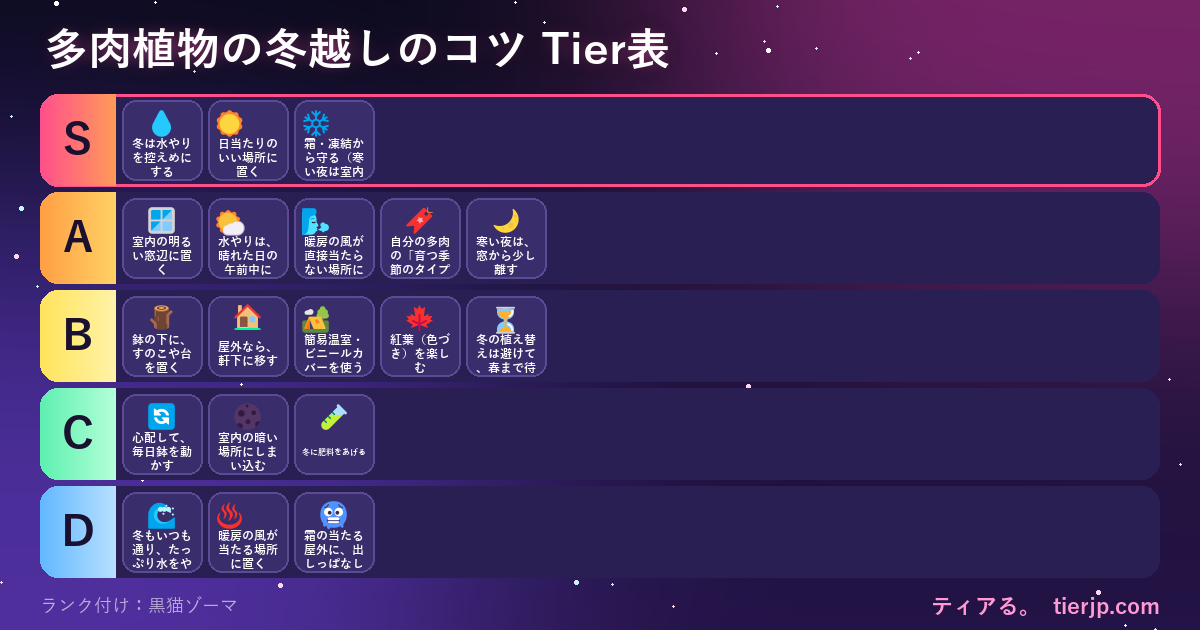 多肉植物の冬越しのコツ Tier表
S
冬は水やり
を控えめに
する
日当たりの
いい場所に
置く
霜・凍結か
ら守る（寒
い夜は室内
A
室内の明る
い窓辺に置
く
水やりは、
晴れた日の
午前中に
暖房の風が
直接当たら
ない場所に
自分の多肉
の「育つ季
節のタイプ
寒い夜は、
窓から少し
離す
B
鉢の下に、
すのこや台
を置く
屋外なら、
軒下に移す
簡易温室・
ビニールカ
バーを使う
紅葉（色づ
き）を楽し
む
冬の植え替
えは避けて
、春まで待
C
心配して、
毎日鉢を動
かす
室内の暗い
場所にしま
い込む
冬に肥料をあげる
D
冬もいつも
通り、たっ
ぷり水をや
暖房の風が
当たる場所
に置く
霜の当たる
屋外に、出
しっぱなし
ランク付け：黒猫ゾーマ
ティアる。 tierjp.com